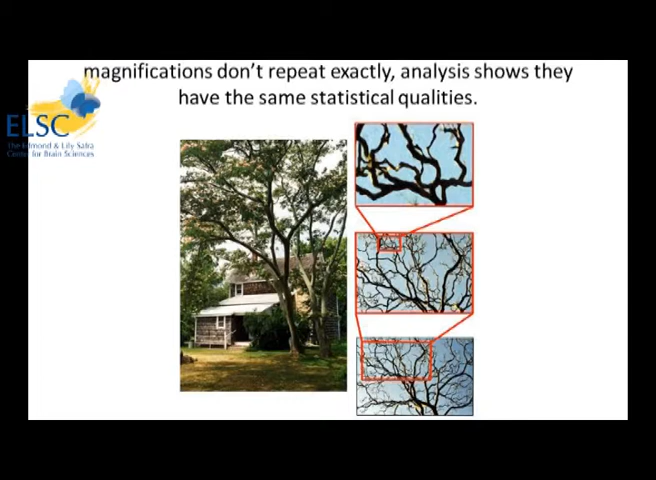 magnifications don't repeat exactly, analysis shows they
have the same statistical qualities.
ELSC
The Edmond & Lily Safra
Center for Brain Sciences